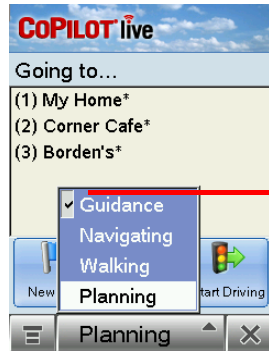 COPILOT live
Going to...
(1) My Home*
(2) Corner Cafe*
(3) Borden's*
Guidance
Navigating
Walking
Planning
New
tart Driving
Planning